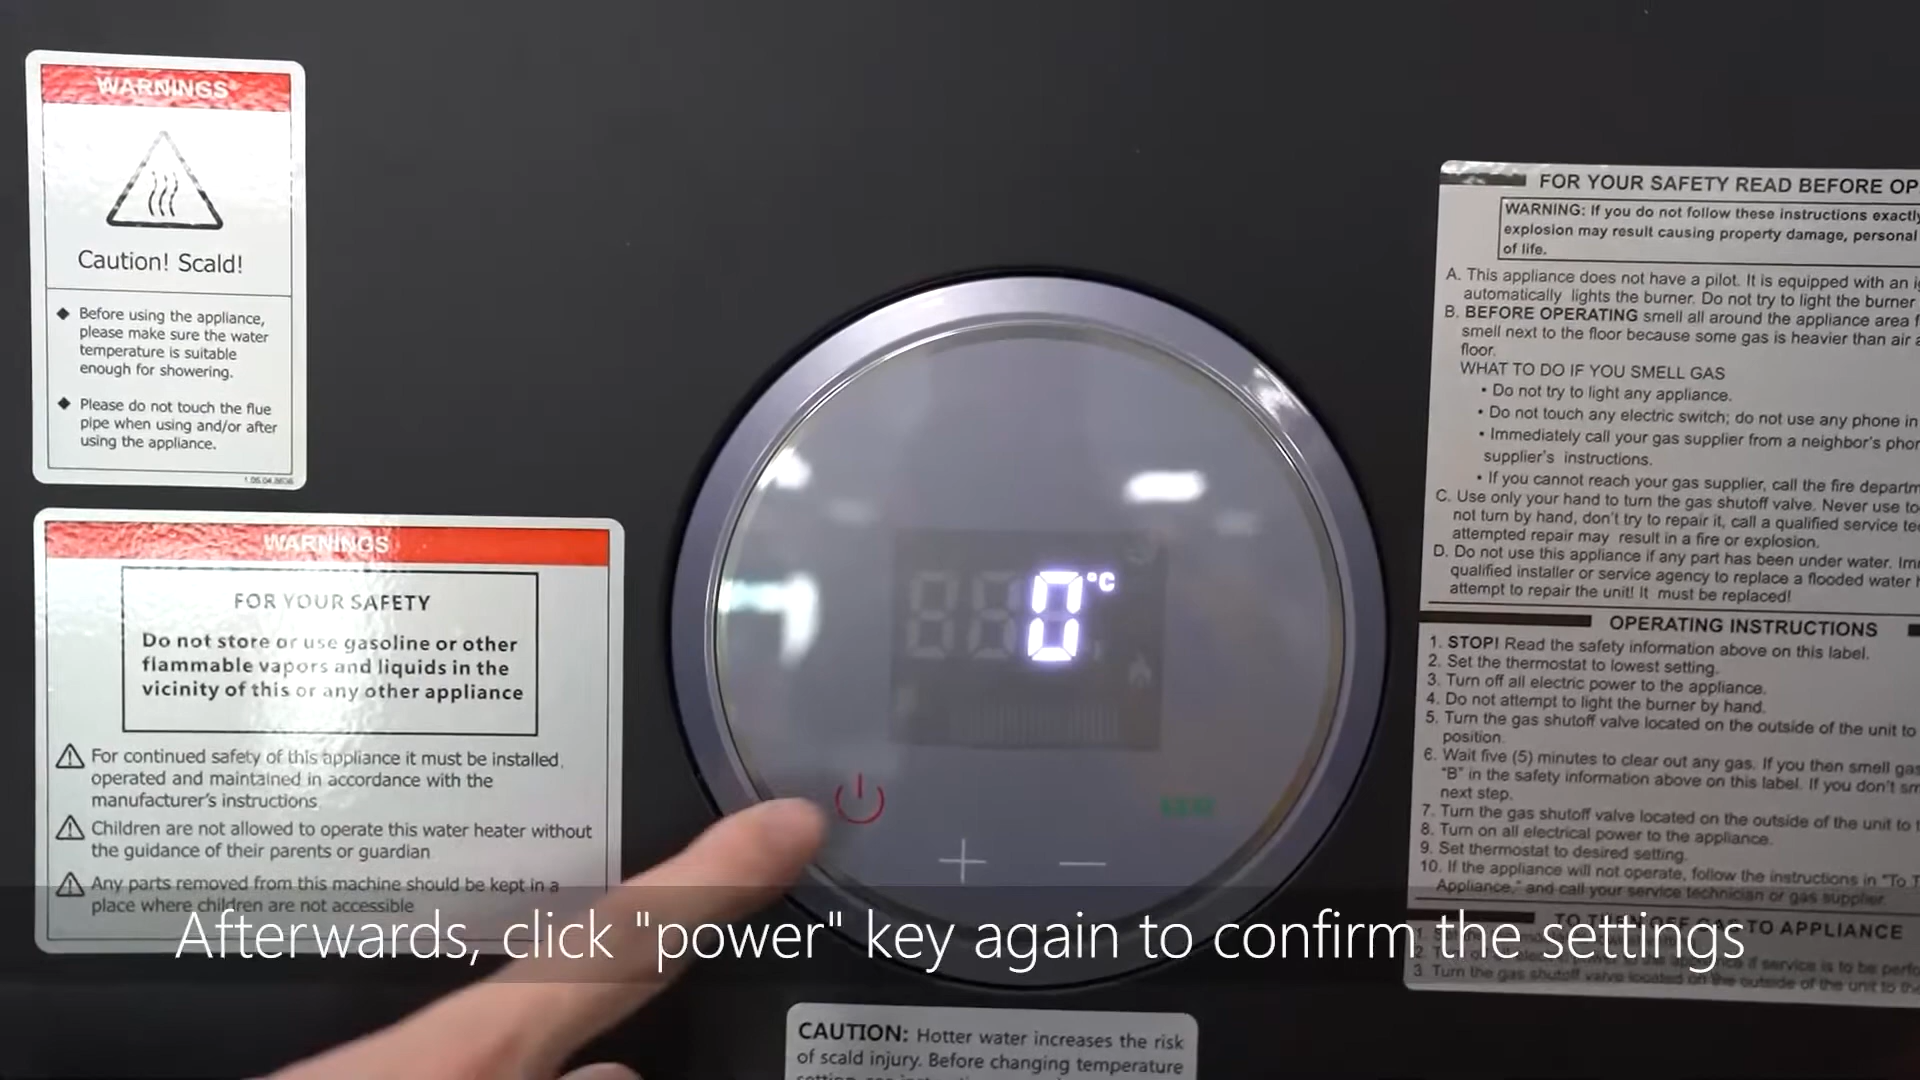 WARNINGS
Caution! Scald!
Before using the appliance,
please make sure the water
temperature is suitable
enough for showering.
Please do not touch the flue
pipe when using and/or after
using the appliance.
WARNINGS
FOR YOUR SAFETY
Do not store or use gasoline or other
flammable vapors and liquids in the
vicinity of this or any other appliance
For continued safety of this appliance it must be installed,
operated and maintained in accordance with the
manufacturer's instructions
Children are not allowed to operate this water heater without
the guidance of their parents or guardian
Any parts removed from this machine should be kept in a
place where children are not accessible
0°C
FOR YOUR SAFETY READ BEFORE OP
WARNING: If you do not follow these instructions exactly
explosion may result causing property damage, personal
of life.
A. This appliance does not have a pilot. It is equipped with an
automatically lights the burner. Do not try to light the burner
B. BEFORE OPERATING smell all around the appliance area f
smell next to the floor because some gas is heavier than air a
floor.
WHAT TO DO IF YOU SMELL GAS
• Do not try to light any appliance.
• Do not touch any electric switch; do not use any phone in
• Immediately call your gas supplier from a neighbor's phon
supplier's instructions.
• If you cannot reach your gas supplier, call the fire departm
C. Use only your hand to turn the gas shutoff valve. Never use to
not turn by hand, don't try to repair it, call a qualified service te
attempted repair may result in a fire or explosion.
D. Do not use this appliance if any part has been under water. Im
qualified installer or service agency to replace a flooded water h
attempt to repair the unit! It must be replaced!
OPERATING INSTRUCTIONS
1. STOP! Read the safety information above on this label.
2. Set the thermostat to lowest setting.
3. Turn off all electric power to the appliance.
4. Do not attempt to light the burner by hand.
5. Turn the gas shutoff valve located on the outside of the unit to
position.
6. Wait five (5) minutes to clear out any gas. If you then smell gas
"B" in the safety information above on this label. If you don't sm
next step.
7. Turn the gas shutoff valve located on the outside of the unit to
8. Turn on all electrical power to the appliance.
9. Set thermostat to desired setting.
10. If the appliance will not operate, follow the instructions in "To T
Appliance," and call your service technician or gas supplier.
TO TURN OFF GAS TO APPLIANCE
3. Turn the gas shutoff valve located on the outside of the unit to the
Afterwards, click "power" key again to confirm the settings
CAUTION: Hotter water increases the risk
of scald injury. Before changing temperature